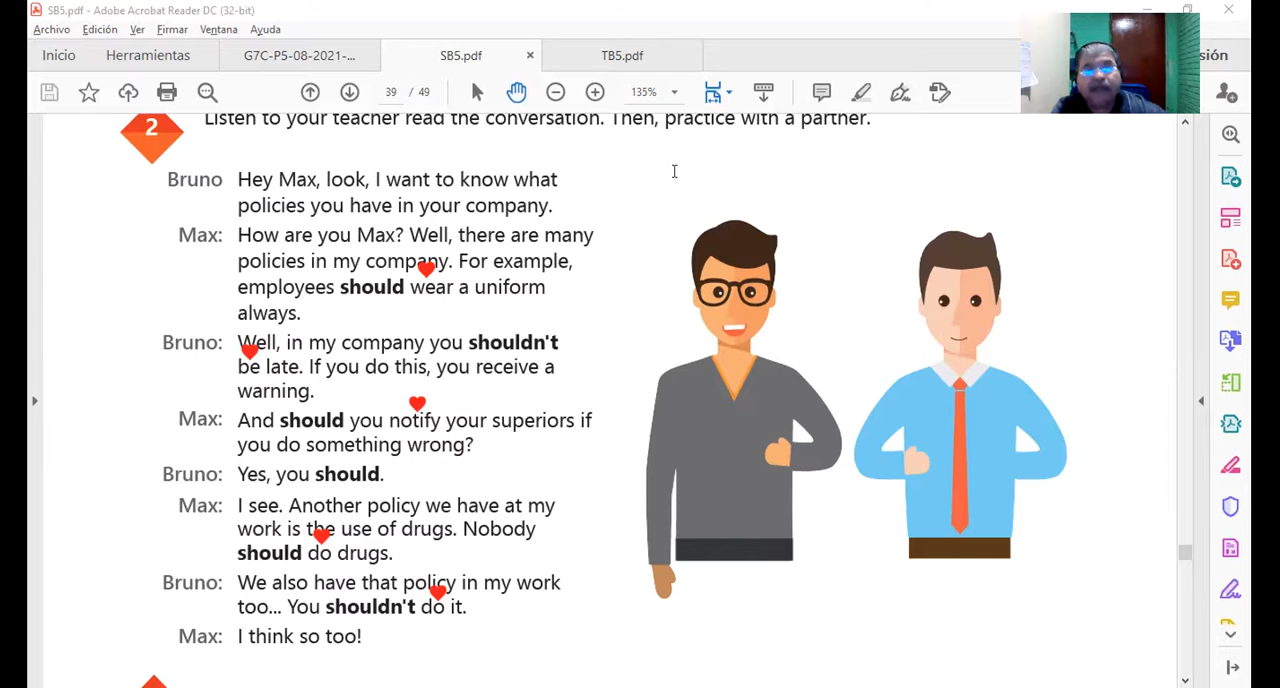 SB5.pdf - Adobe Acrobat Reader DC (32-bit)
Archivo Edición Ver Firmar Ventana Ayuda
Inicio Herramientas G7C-P5-08-2021-... SB5.pdf × TB5.pdf sión
39 / 49 135%
2 Listen to your teacher read the conversation. Then, practice with a partner.
Bruno Hey Max, look, I want to know what
policies you have in your company.
Max: How are you Max? Well, there are many
policies in my company. For example,
employees should wear a uniform
always.
Bruno: Well, in my company you shouldn't
be late. If you do this, you receive a
warning.
Max: And should you notify your superiors if
you do something wrong?
Bruno: Yes, you should.
Max: I see. Another policy we have at my
work is the use of drugs. Nobody
should do drugs.
Bruno: We also have that policy in my work
too... You shouldn't do it.
Max: I think so too!